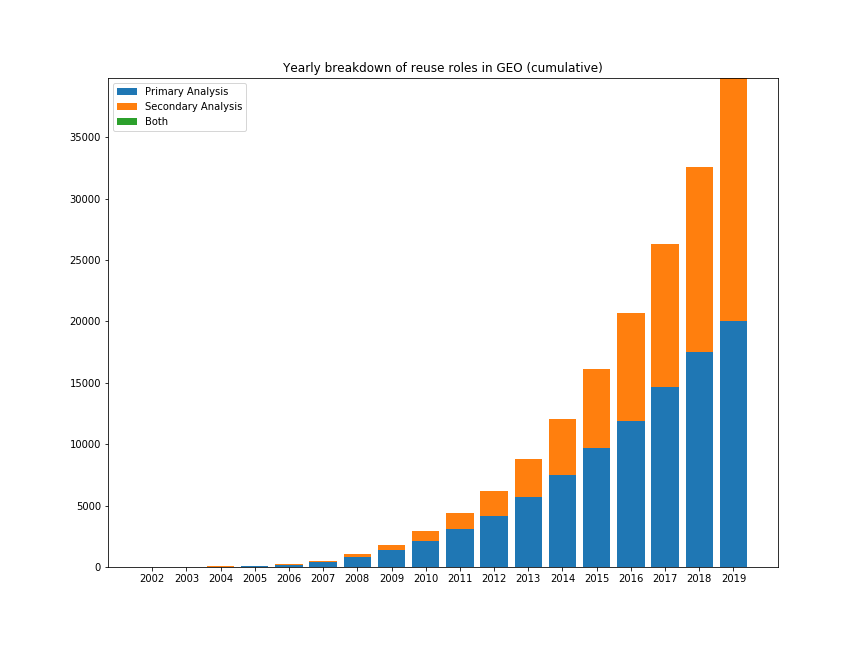 Yearly breakdown of reuse roles in GEO (cumulative)
Primary Analysis
Secondary Analysis
Both
35000
30000
25000
20000
15000
10000
5000
0
2002 2003 2004 2005 2006 2007 2008 2009 2010 2011 2012 2013 2014 2015 2016 2017 2018 2019